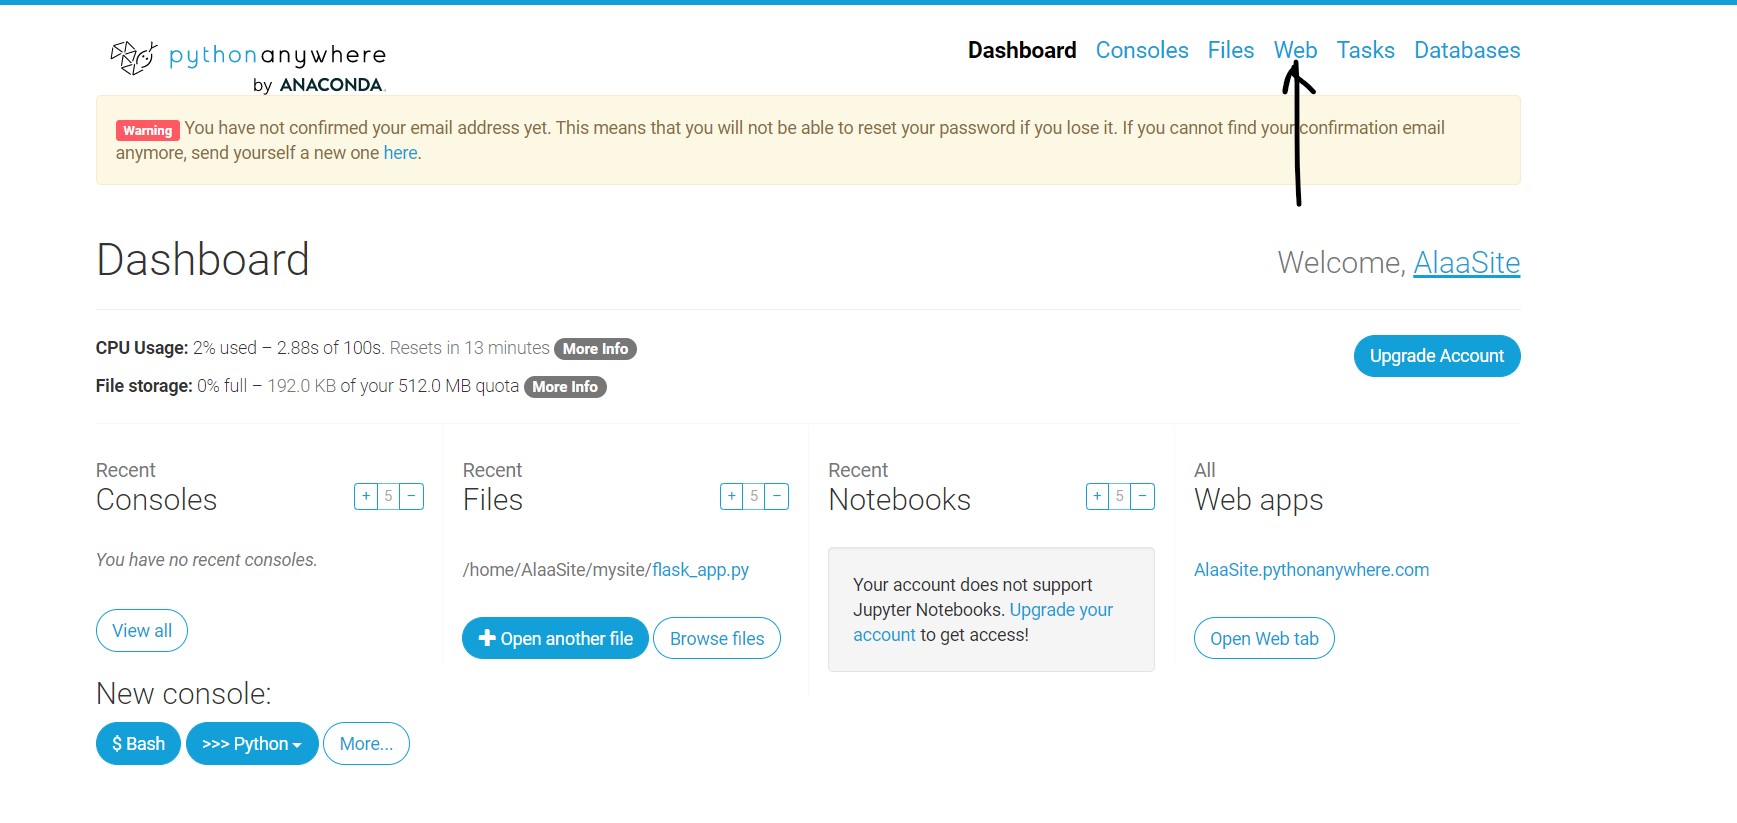 pythonanywhere
by ANACONDA.
Dashboard Consoles Files Web Tasks Databases
Warning You have not confirmed your email address yet. This means that you will not be able to reset your password if you lose it. If you cannot find your confirmation email
anymore, send yourself a new one here.
Dashboard
Welcome, AlaaSite
CPU Usage: 2% used – 2.88s of 100s. Resets in 13 minutes More Info
File storage: 0% full – 192.0 KB of your 512.0 MB quota More Info
Upgrade Account
Recent
Consoles
+ 5 −
You have no recent consoles.
View all
New console:
$ Bash >>> Python More...
Recent
Files
+ 5 −
/home/AlaaSite/mysite/flask_app.py
+ Open another file Browse files
Recent
Notebooks
+ 5 −
Your account does not support
Jupyter Notebooks. Upgrade your
account to get access!
All
Web apps
AlaaSite.pythonanywhere.com
Open Web tab